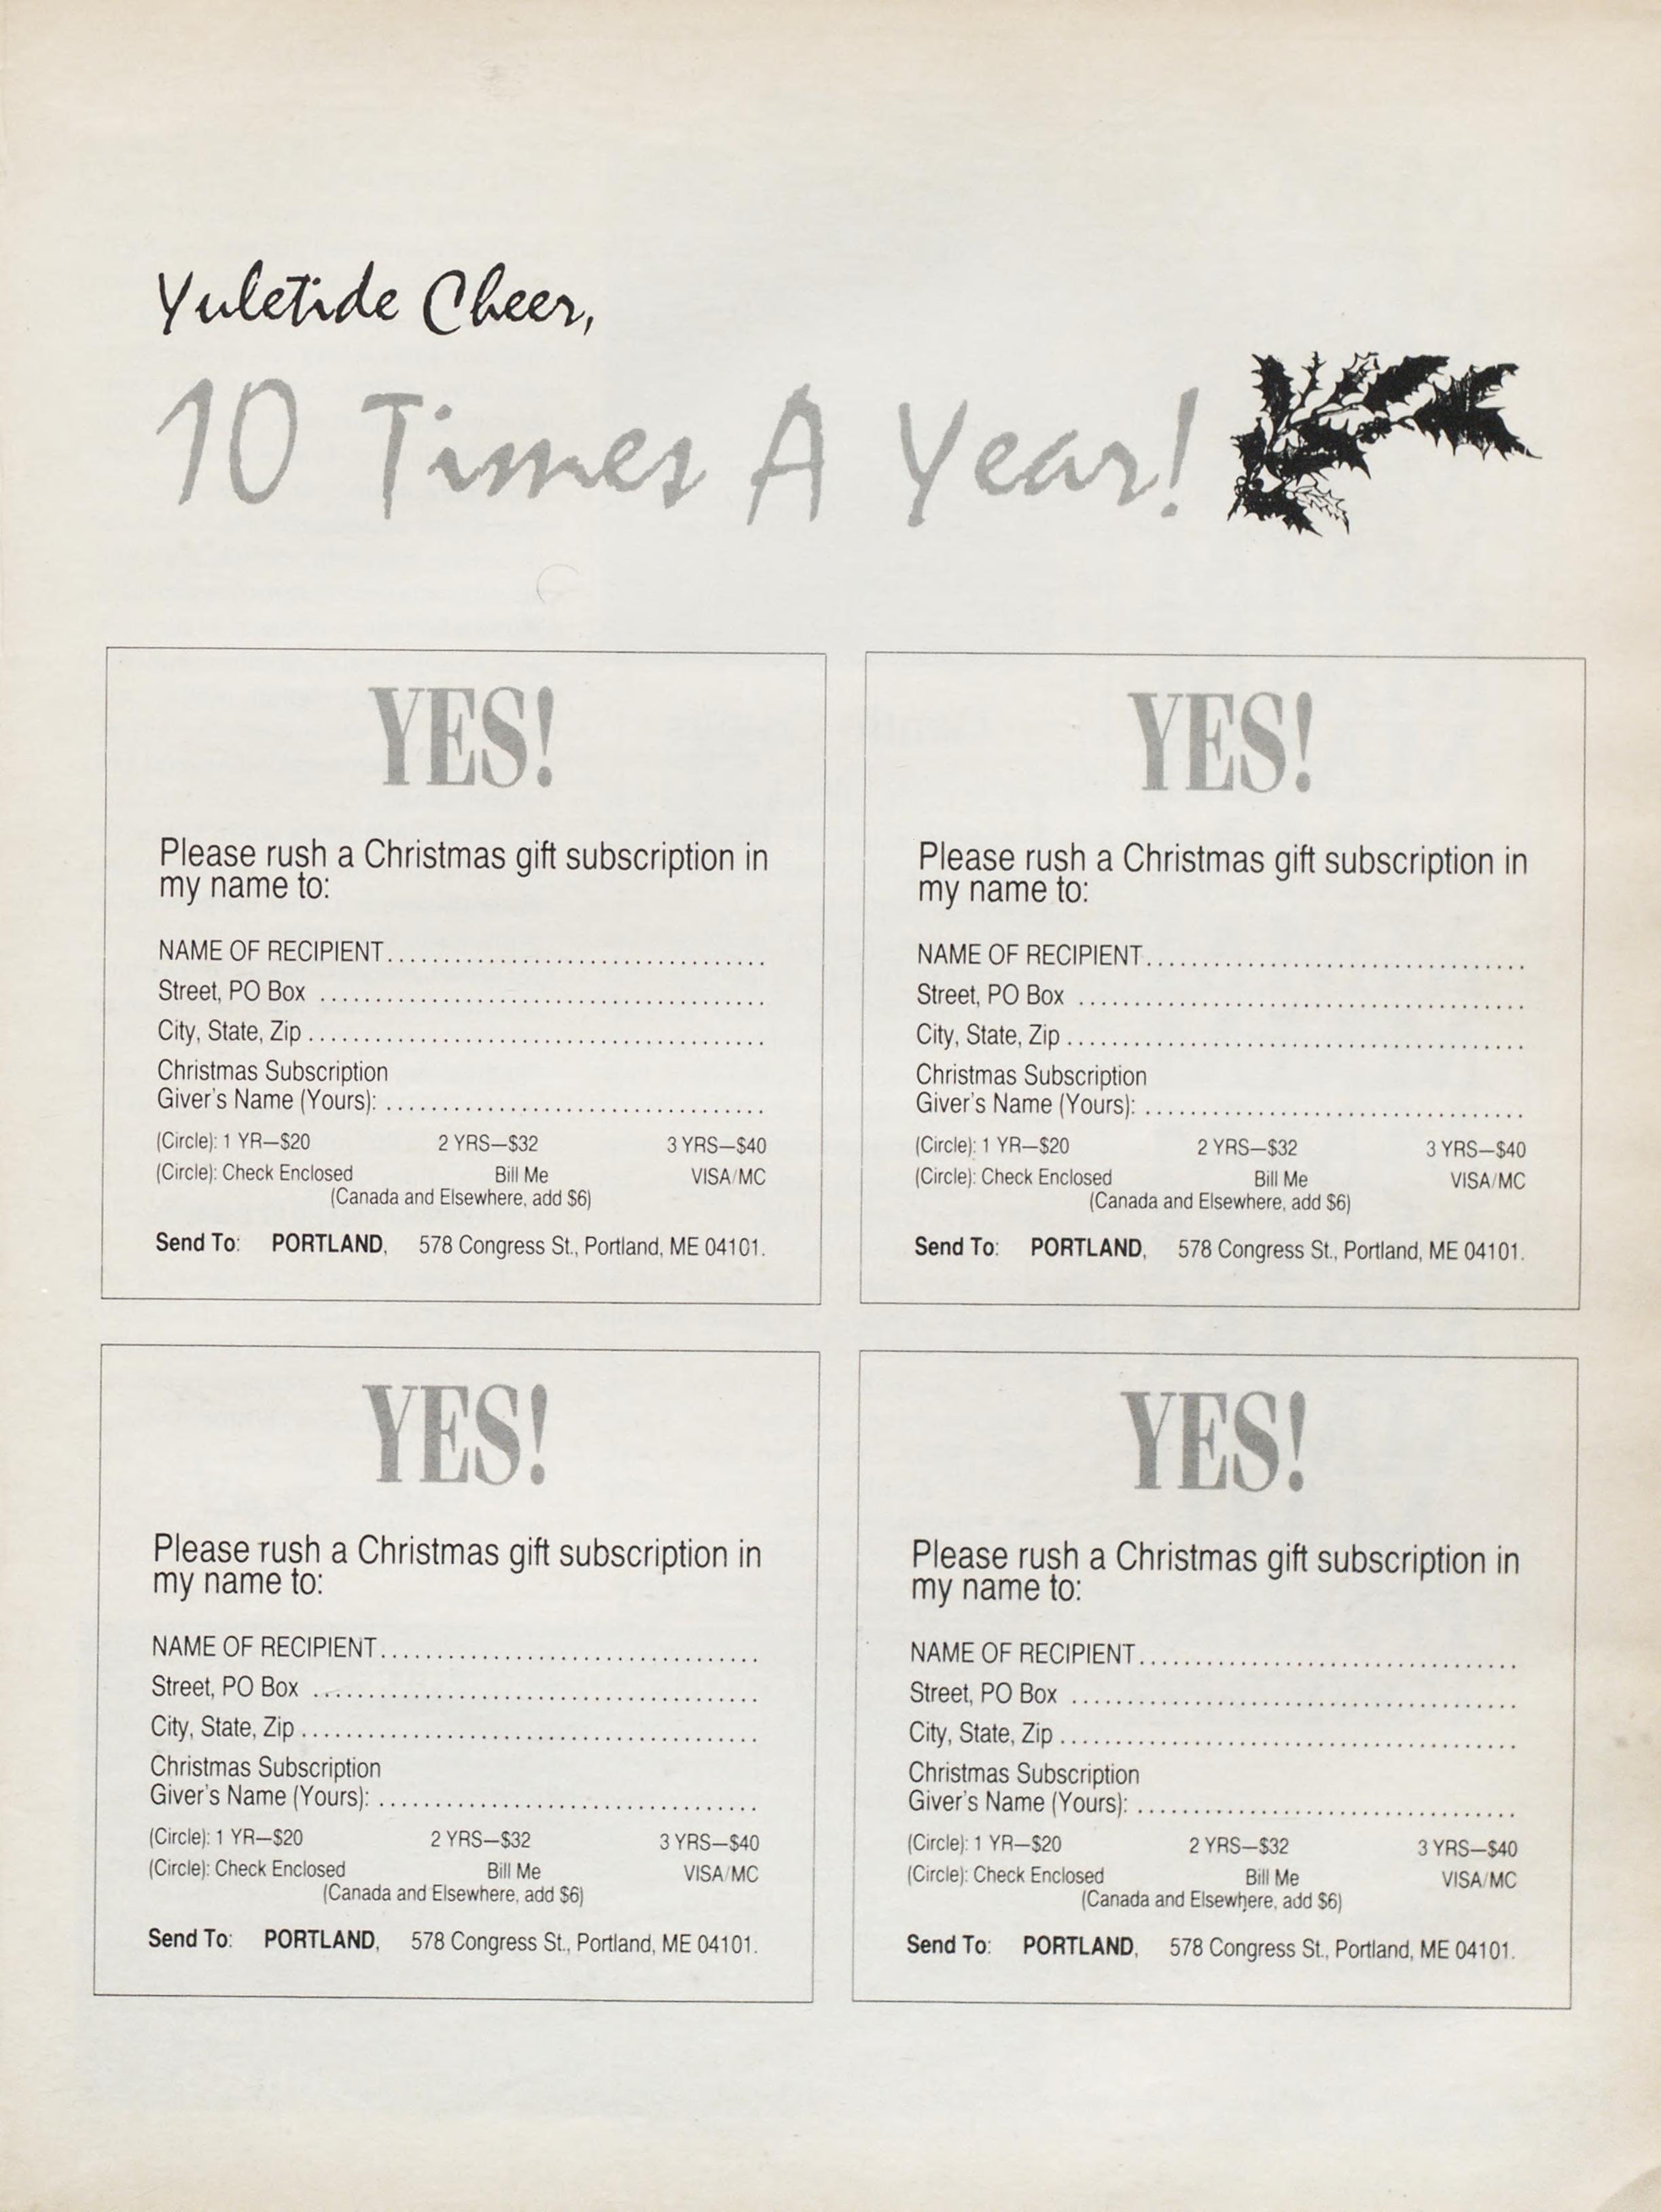 Yuletide Cheer,
10 Times A Year!
YES!
Please rush a Christmas gift subscription in
my name to:
NAME OF RECIPIENT..................................
Street, PO Box ........................................
City, State, Zip .........................................
Christmas Subscription
Giver's Name (Yours): ..................................
(Circle): 1 YR—$20 2 YRS—$32 3 YRS—$40
(Circle): Check Enclosed Bill Me VISA/MC
(Canada and Elsewhere, add $6)
Send To: PORTLAND, 578 Congress St., Portland, ME 04101.
YES!
Please rush a Christmas gift subscription in
my name to:
NAME OF RECIPIENT..................................
Street, PO Box ........................................
City, State, Zip .........................................
Christmas Subscription
Giver's Name (Yours): ..................................
(Circle): 1 YR—$20 2 YRS—$32 3 YRS—$40
(Circle): Check Enclosed Bill Me VISA/MC
(Canada and Elsewhere, add $6)
Send To: PORTLAND, 578 Congress St., Portland, ME 04101.
YES!
Please rush a Christmas gift subscription in
my name to:
NAME OF RECIPIENT..................................
Street, PO Box ........................................
City, State, Zip .........................................
Christmas Subscription
Giver's Name (Yours): ..................................
(Circle): 1 YR—$20 2 YRS—$32 3 YRS—$40
(Circle): Check Enclosed Bill Me VISA/MC
(Canada and Elsewhere, add $6)
Send To: PORTLAND, 578 Congress St., Portland, ME 04101.
YES!
Please rush a Christmas gift subscription in
my name to:
NAME OF RECIPIENT..................................
Street, PO Box ........................................
City, State, Zip .........................................
Christmas Subscription
Giver's Name (Yours): ..................................
(Circle): 1 YR—$20 2 YRS—$32 3 YRS—$40
(Circle): Check Enclosed Bill Me VISA/MC
(Canada and Elsewhere, add $6)
Send To: PORTLAND, 578 Congress St., Portland, ME 04101.